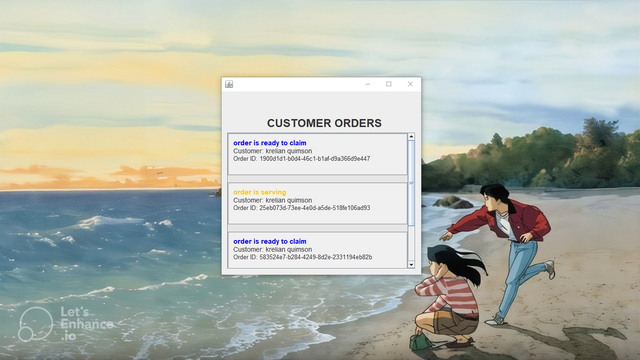 CUSTOMER ORDERS
order is ready to claim
Customer: krelian quimson
Order ID: 1900d1d1-b0d4-46c1-b1af-d9a366d9e447
order is serving
Customer: krelian quimson
Order ID: 25eb073d-73ee-4e0d-a5de-518fe106ad93
order is ready to claim
Customer: krelian quimson
Order ID: 583524e7-b284-4249-8d2e-2331194eb82b
Let's
Enhance
.io